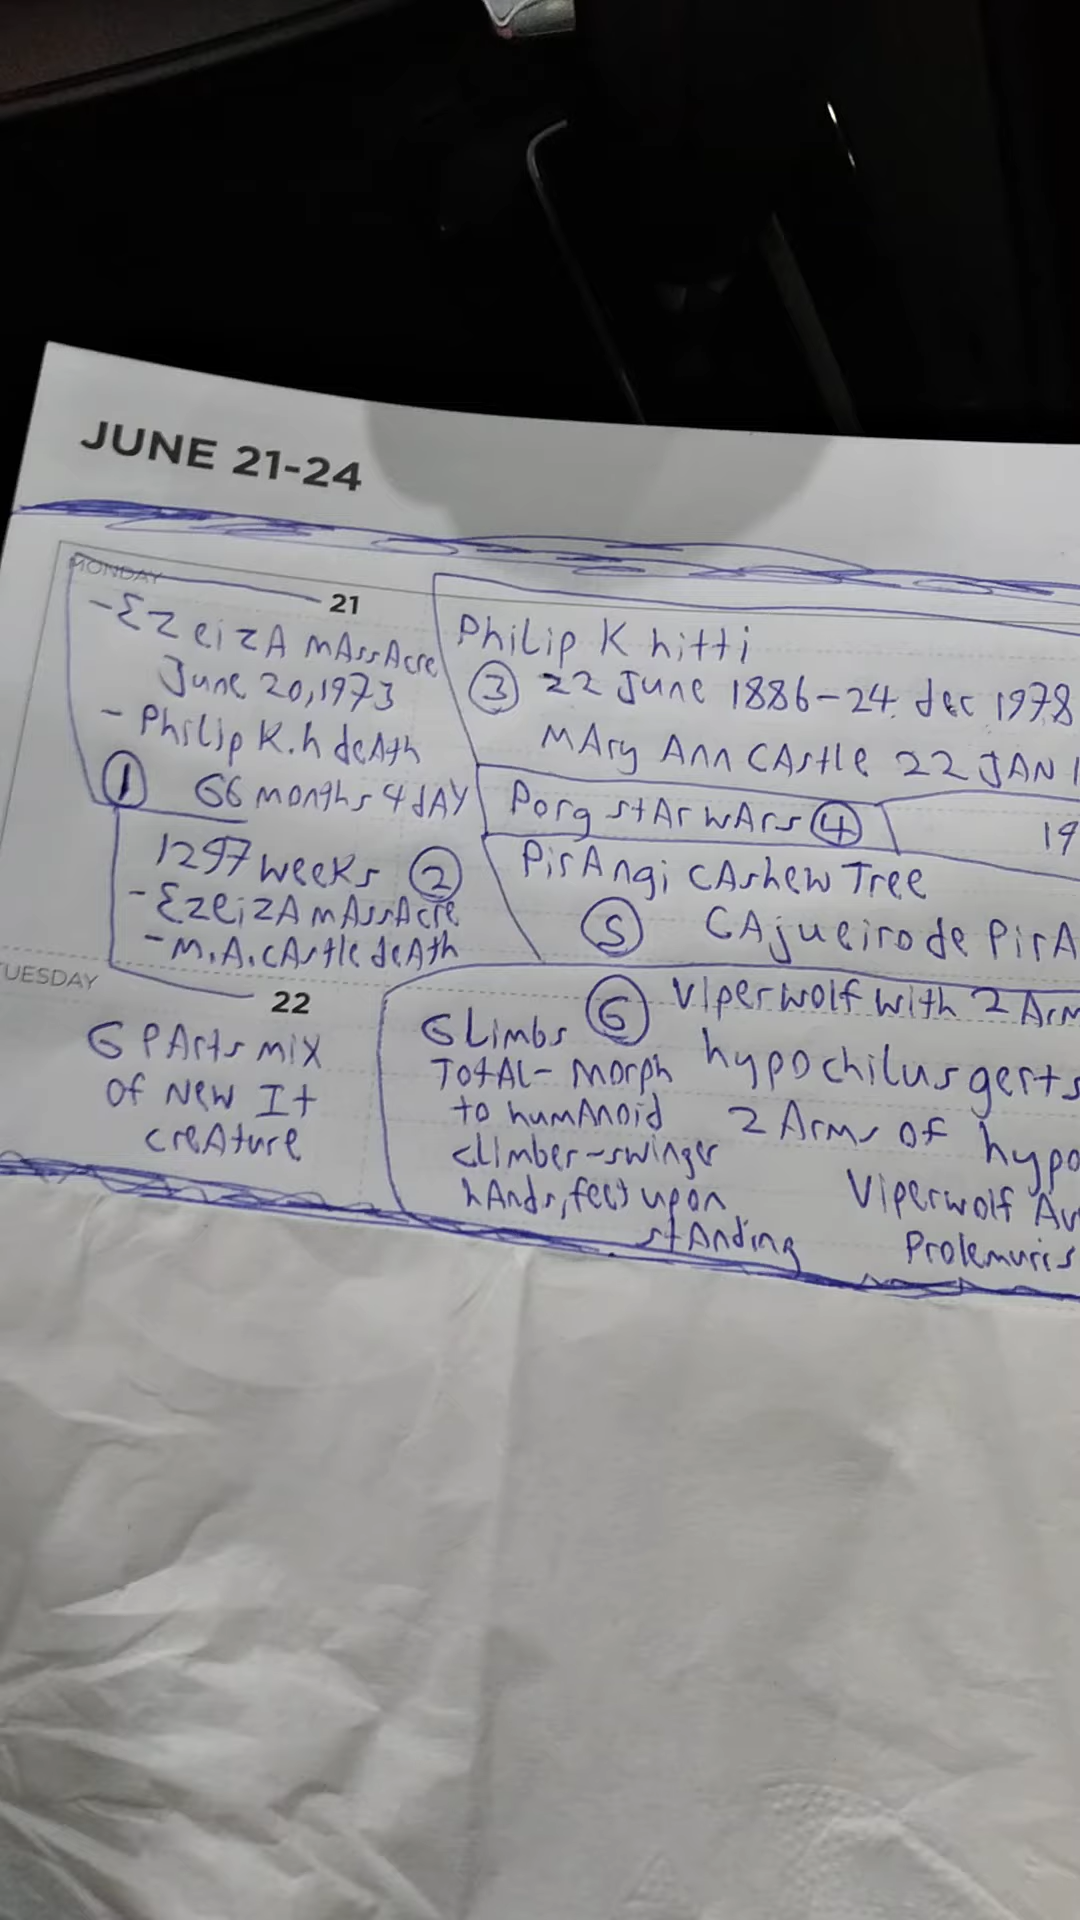 JUNE 21-24
MONDAY
21
-EzeizA mAssAcre
June 20,1973
- Philip K.h deAth
① 66 months 4 dAY
1297 weeks ②
- EzeizA mAssAcre
- M.A.cAstle deAth
TUESDAY
22
6 PArts mix
of New It
creAture
Philip K hitti
③ 22 June 1886-24. dec 1978
MAry Ann CAstle 22 JAN 1
Porg stAr wArs ④
19
PirAngi cAshew Tree
⑤ CAjueiro de PirA
⑥ Viperwolf with 2 Arm
6 Limbs
hypochilus gerts
TotAL- morph
to humAnoid
2 Arms of hypo
climber-swinger
hAnds, feet upon
Viperwolf Av
stAnding
Prolemuris